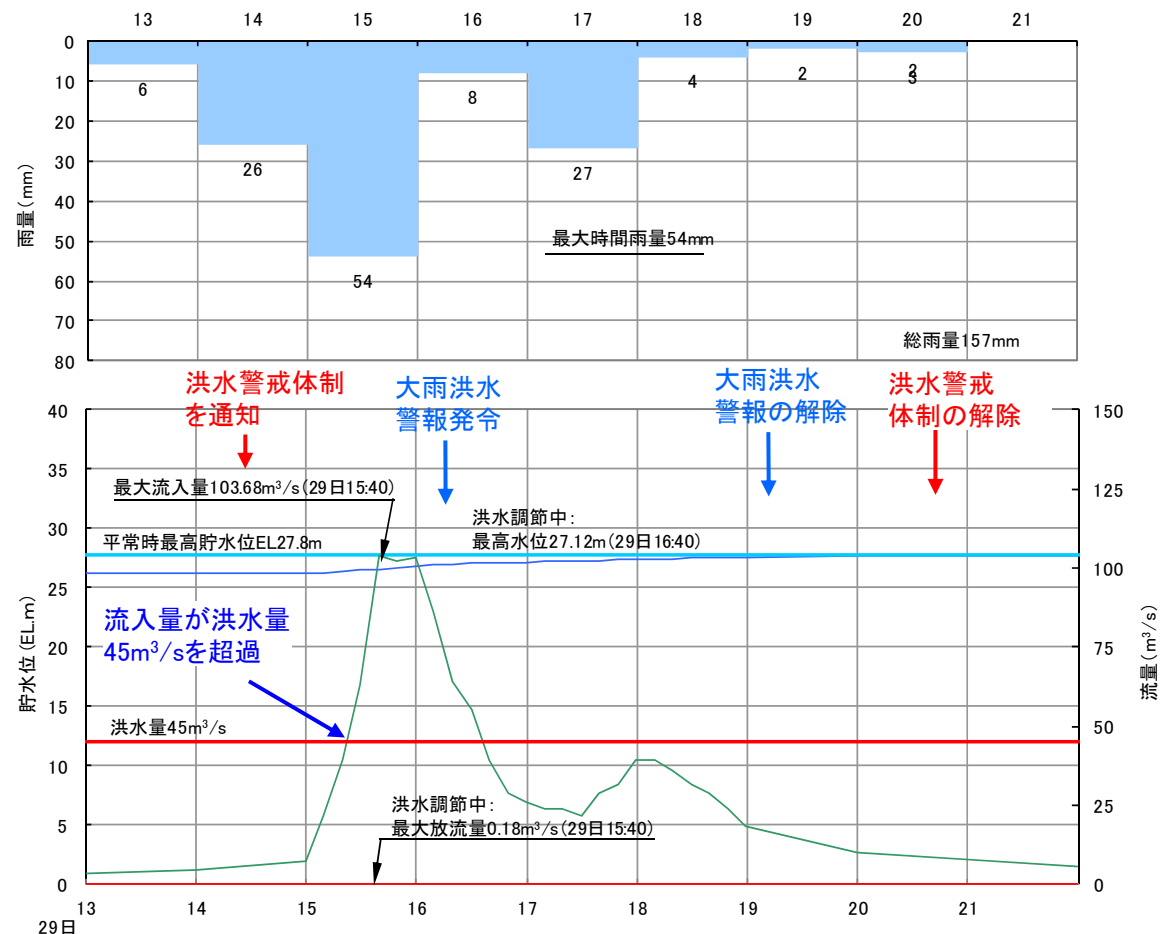 13 14 15 16 17 18 19 20 21
0
10
20
30
40
50
60
70
80
雨量(mm)
6
26
54
8
27
4
2
2
3
最大時間雨量54mm
総雨量157mm
洪水警戒体制
を通知
大雨洪水
警報発令
大雨洪水
警報の解除
洪水警戒
体制の解除
40
35
30
25
20
15
10
5
0
貯水位(EL.m)
150
125
100
75
50
25
0
流量(m³/s)
最大流入量103.68m³/s(29日15:40)
平常時最高貯水位EL27.8m
洪水調節中:
最高水位27.12m(29日16:40)
流入量が洪水量
45m³/sを超過
洪水量45m³/s
洪水調節中:
最大放流量0.18m³/s(29日15:40)
13 14 15 16 17 18 19 20 21
29日